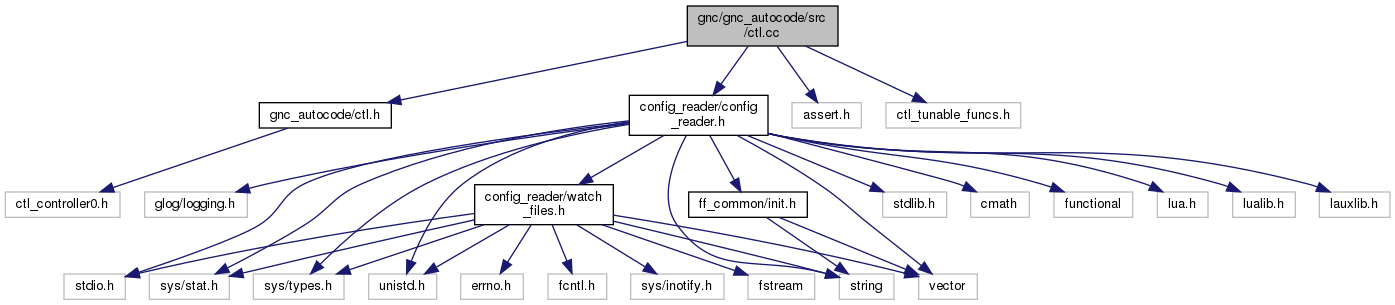 gnc/gnc_autocode/src
/ctl.cc
gnc_autocode/ctl.h
config_reader/config
_reader.h
assert.h
ctl_tunable_funcs.h
ctl_controller0.h
glog/logging.h
config_reader/watch
_files.h
ff_common/init.h
stdlib.h
cmath
functional
lua.h
lualib.h
lauxlib.h
stdio.h
sys/stat.h
sys/types.h
unistd.h
errno.h
fcntl.h
sys/inotify.h
fstream
string
vector